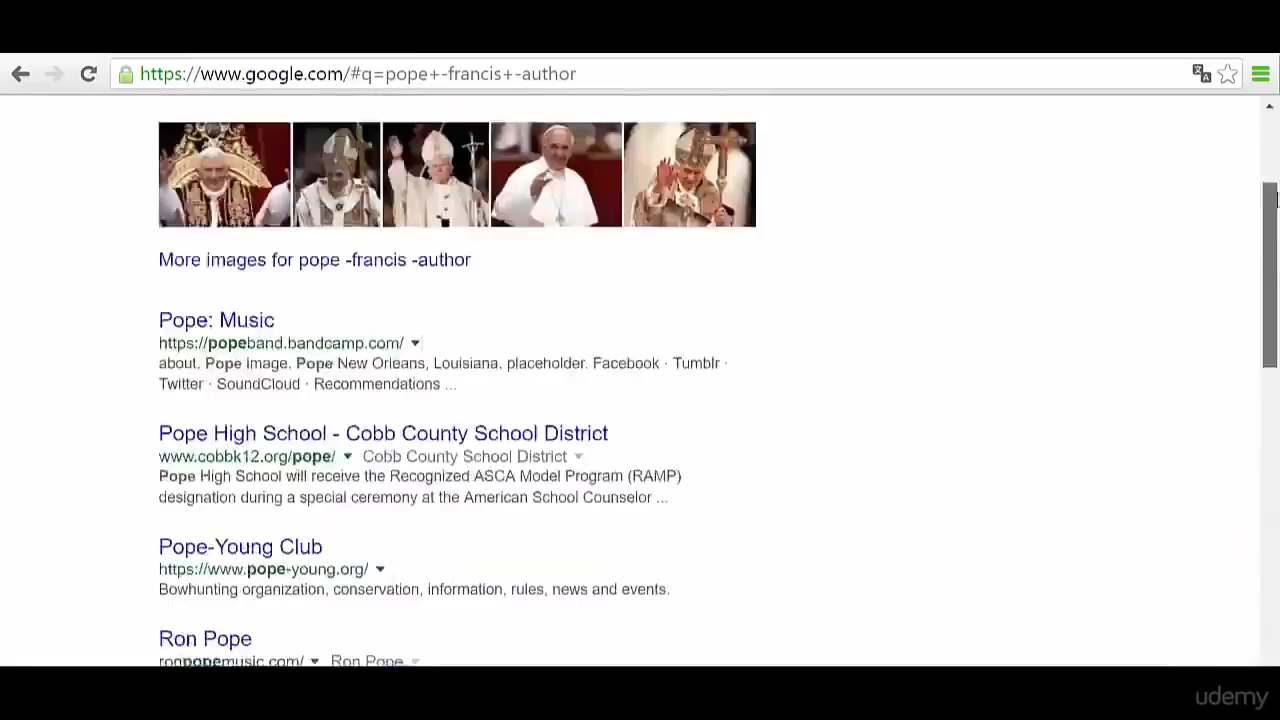 https://www.google.com/#q=pope+-francis+-author
More images for pope -francis -author
Pope: Music
https://popeband.bandcamp.com/
about. Pope image. Pope New Orleans, Louisiana. placeholder. Facebook · Tumblr ·
Twitter · SoundCloud · Recommendations ...
Pope High School - Cobb County School District
www.cobbk12.org/pope/ Cobb County School District
Pope High School will receive the Recognized ASCA Model Program (RAMP)
designation during a special ceremony at the American School Counselor ...
Pope-Young Club
https://www.pope-young.org/
Bowhunting organization, conservation, information, rules, news and events.
Ron Pope
ronpopemusic.com/ Ron Pope
udemy